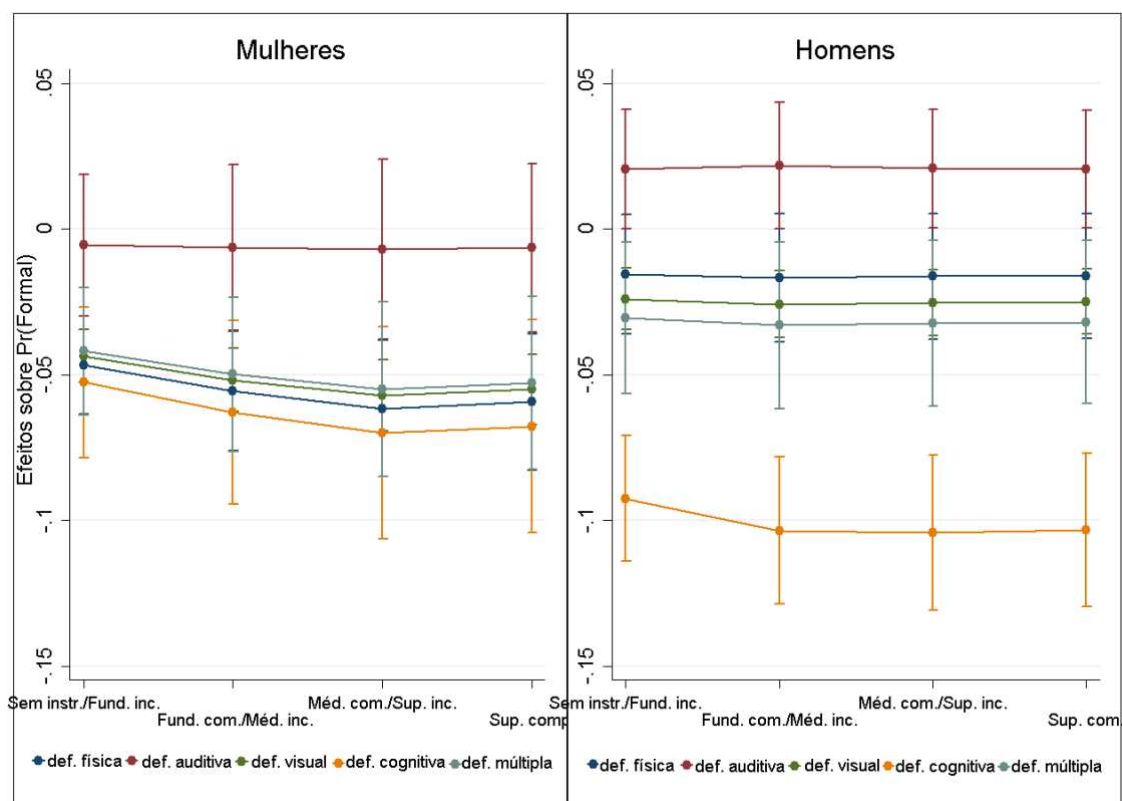 Mulheres
Efeitos sobre Pr(Formal)
.05
0
-.05
-.1
-.15
Sem instr./Fund. inc.
Fund. com./Méd. inc.
Méd. com./Sup. inc.
Sup. comp
def. física def. auditiva def. visual def. cognitiva def. múltipla
Homens
.05
0
-.05
-.1
-.15
Sem instr./Fund. inc.
Fund. com./Méd. inc.
Méd. com./Sup. inc.
Sup. com.
def. física def. auditiva def. visual def. cognitiva def. múltipla